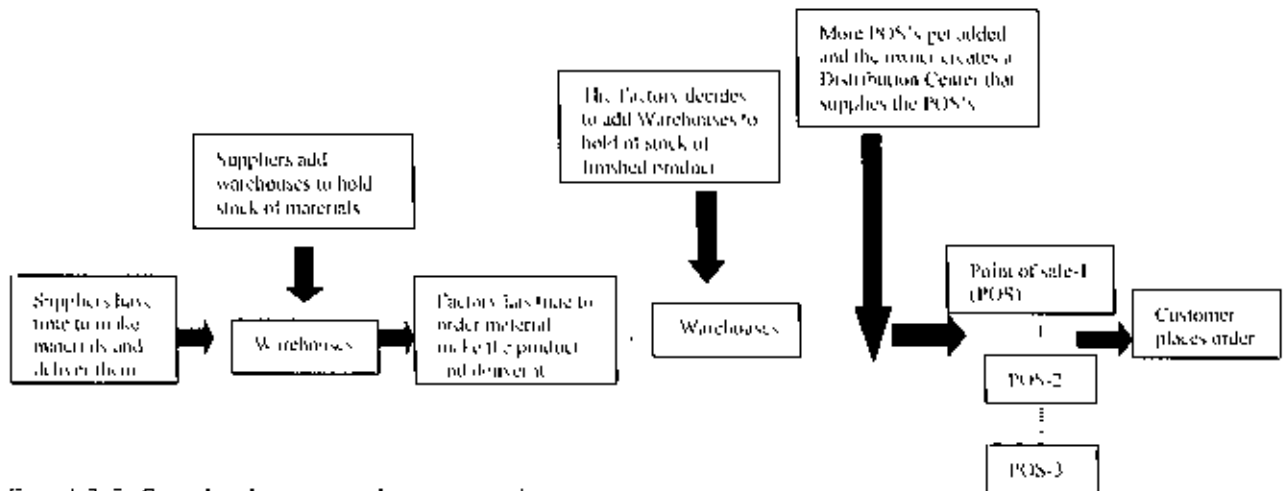 More POS's get added
and the owner creates a
Distribution Center that
supplies the POS's
The Factory decides
to add Warehouses to
hold of stock of
finished product
Suppliers add
warehouses to hold
stock of materials
Suppliers have
time to make
materials and
deliver them
Warehouses
Factory has time to
order material
make the product
and deliver it
Warehouses
Point of sale-1
(POS)
Customer
places order
POS-2
POS-3